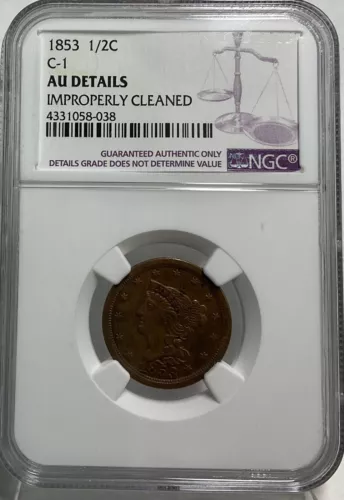 1853 1/2C
C-1
AU DETAILS
IMPROPERLY CLEANED
4331058-038
GUARANTEED AUTHENTIC ONLY
DETAILS GRADE DOES NOT DETERMINE VALUE
NGC®